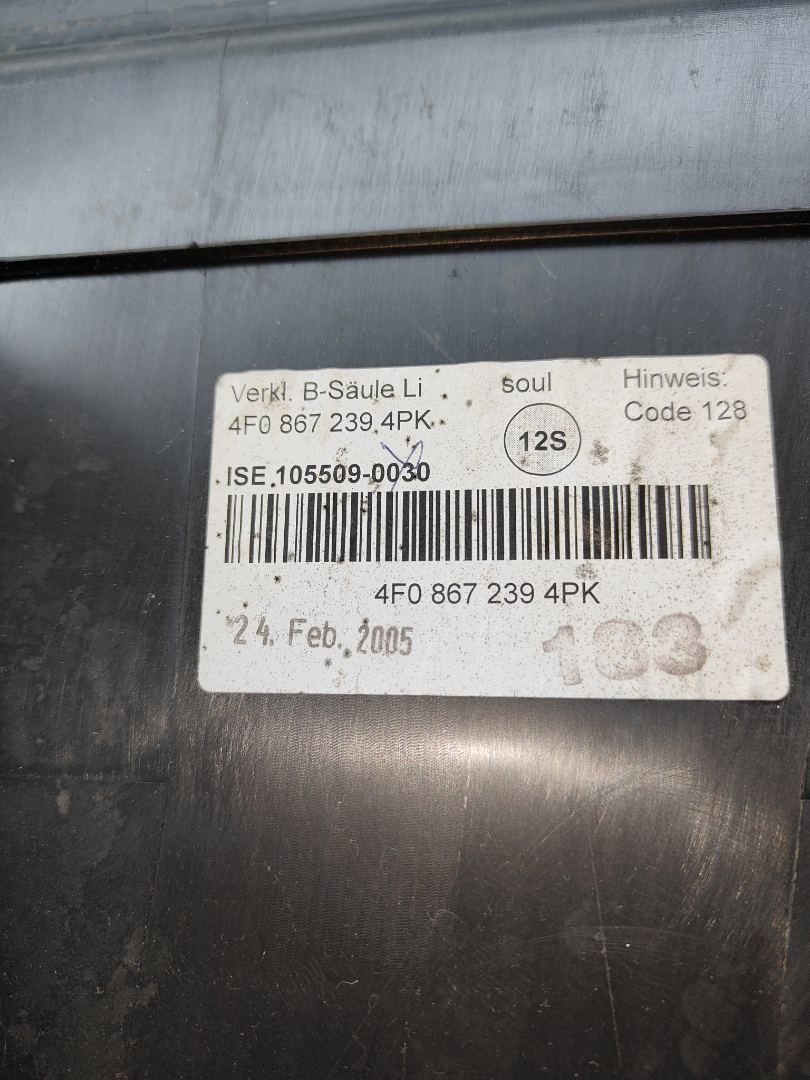 Verkl. B-Säule Li
4F0 867 239 4PK
soul
12S
Hinweis:
Code 128
ISE 105509-0030
4F0 867 239 4PK
24. Feb. 2005
183